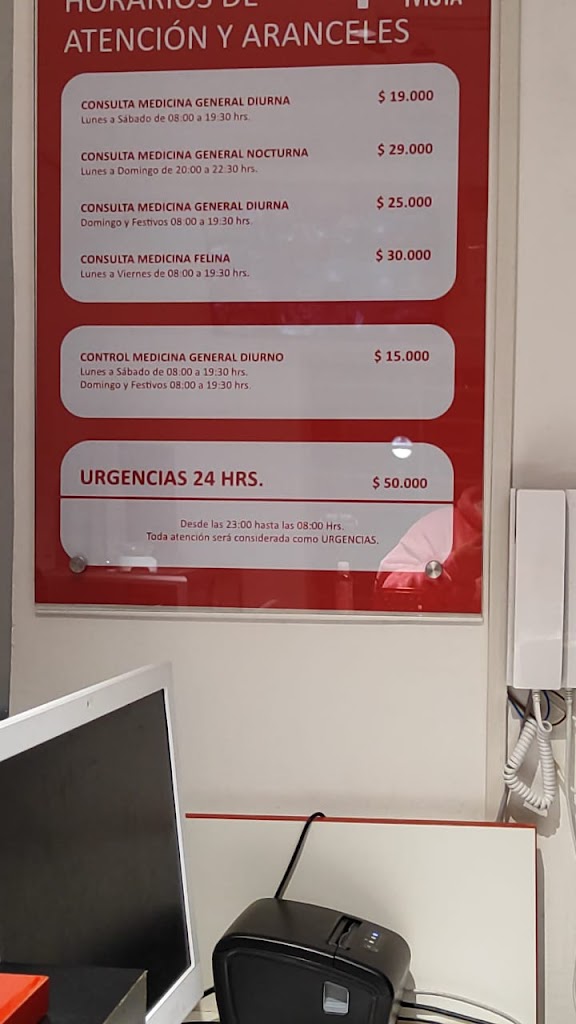 HORARIOS DE
ATENCIÓN Y ARANCELES
CONSULTA MEDICINA GENERAL DIURNA $ 19.000
Lunes a Sábado de 08:00 a 19:30 hrs.
CONSULTA MEDICINA GENERAL NOCTURNA $ 29.000
Lunes a Domingo de 20:00 a 22:30 hrs.
CONSULTA MEDICINA GENERAL DIURNA $ 25.000
Domingo y Festivos 08:00 a 19:30 hrs.
CONSULTA MEDICINA FELINA $ 30.000
Lunes a Viernes de 08:00 a 19:30 hrs.
CONTROL MEDICINA GENERAL DIURNO $ 15.000
Lunes a Sábado de 08:00 a 19:30 hrs.
Domingo y Festivos 08:00 a 19:30 hrs.
URGENCIAS 24 HRS. $ 50.000
Desde las 23:00 hasta las 08:00 Hrs.
Toda atención será considerada como URGENCIAS.